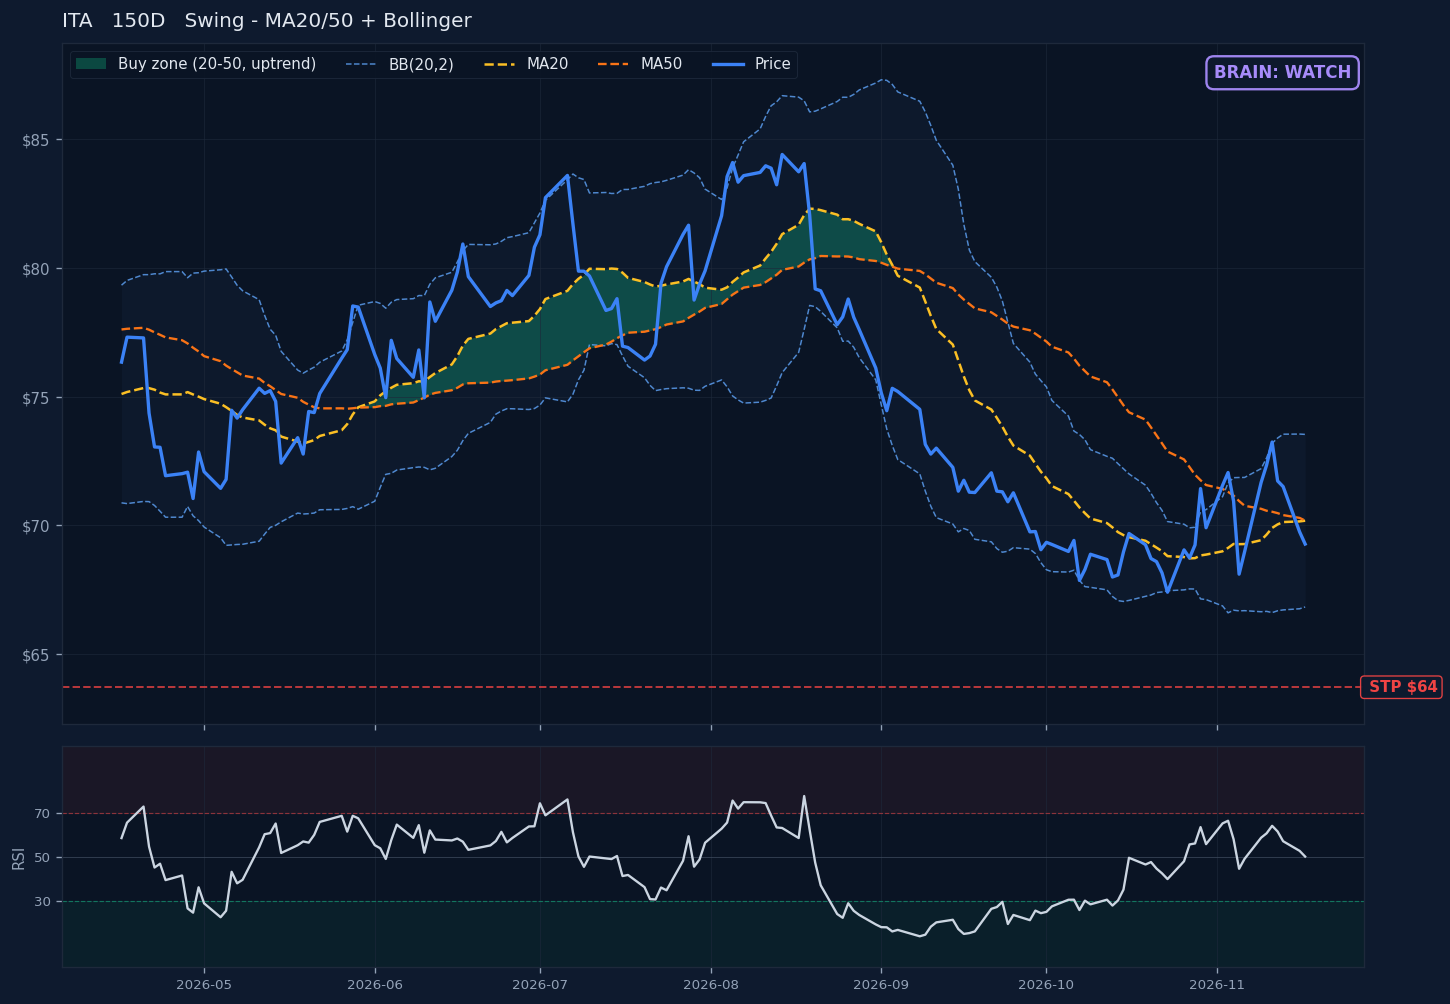 ITA   150D   Swing - MA20/50 + Bollinger
Buy zone (20-50, uptrend)   BB(20,2)   MA20   MA50   Price
BRAIN: WATCH
$85
$80
$75
$70
$65
STP $64
70
50
30
RSI
2026-05   2026-06   2026-07   2026-08   2026-09   2026-10   2026-11